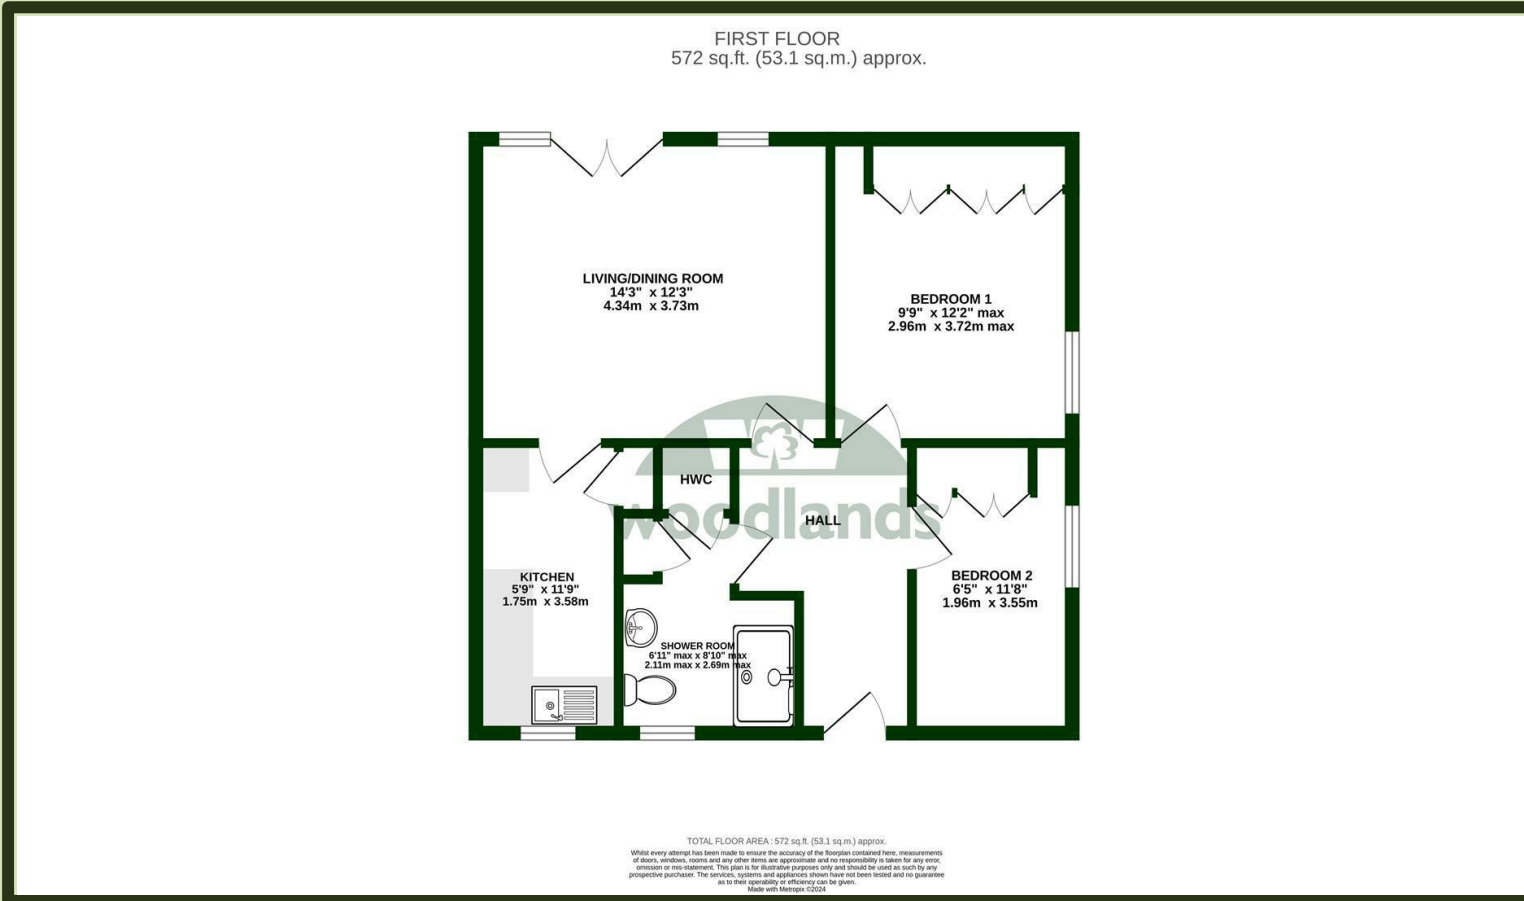 FIRST FLOOR
572 sq.ft. (53.1 sq.m.) approx.
LIVING/DINING ROOM
14'3" x 12'3"
4.34m x 3.73m
BEDROOM 1
9'9" x 12'2" max
2.96m x 3.72m max
HWC
woodlands
HALL
KITCHEN
5'9" x 11'9"
1.75m x 3.58m
BEDROOM 2
6'5" x 11'8"
1.96m x 3.55m
SHOWER ROOM
6'11" max x 8'10" max
2.11m max x 2.69m max
TOTAL FLOOR AREA : 572 sq.ft. (53.1 sq.m.) approx.
Whilst every attempt has been made to ensure the accuracy of the floorplan contained here, measurements
of doors, windows, rooms and any other items are approximate and no responsibility is taken for any error,
omission or mis-statement. This plan is for illustrative purposes only and should be used as such by any
prospective purchaser. The services, systems and appliances shown have not been tested and no guarantee
as to their operability or efficiency can be given.
Made with Metropix ©2024